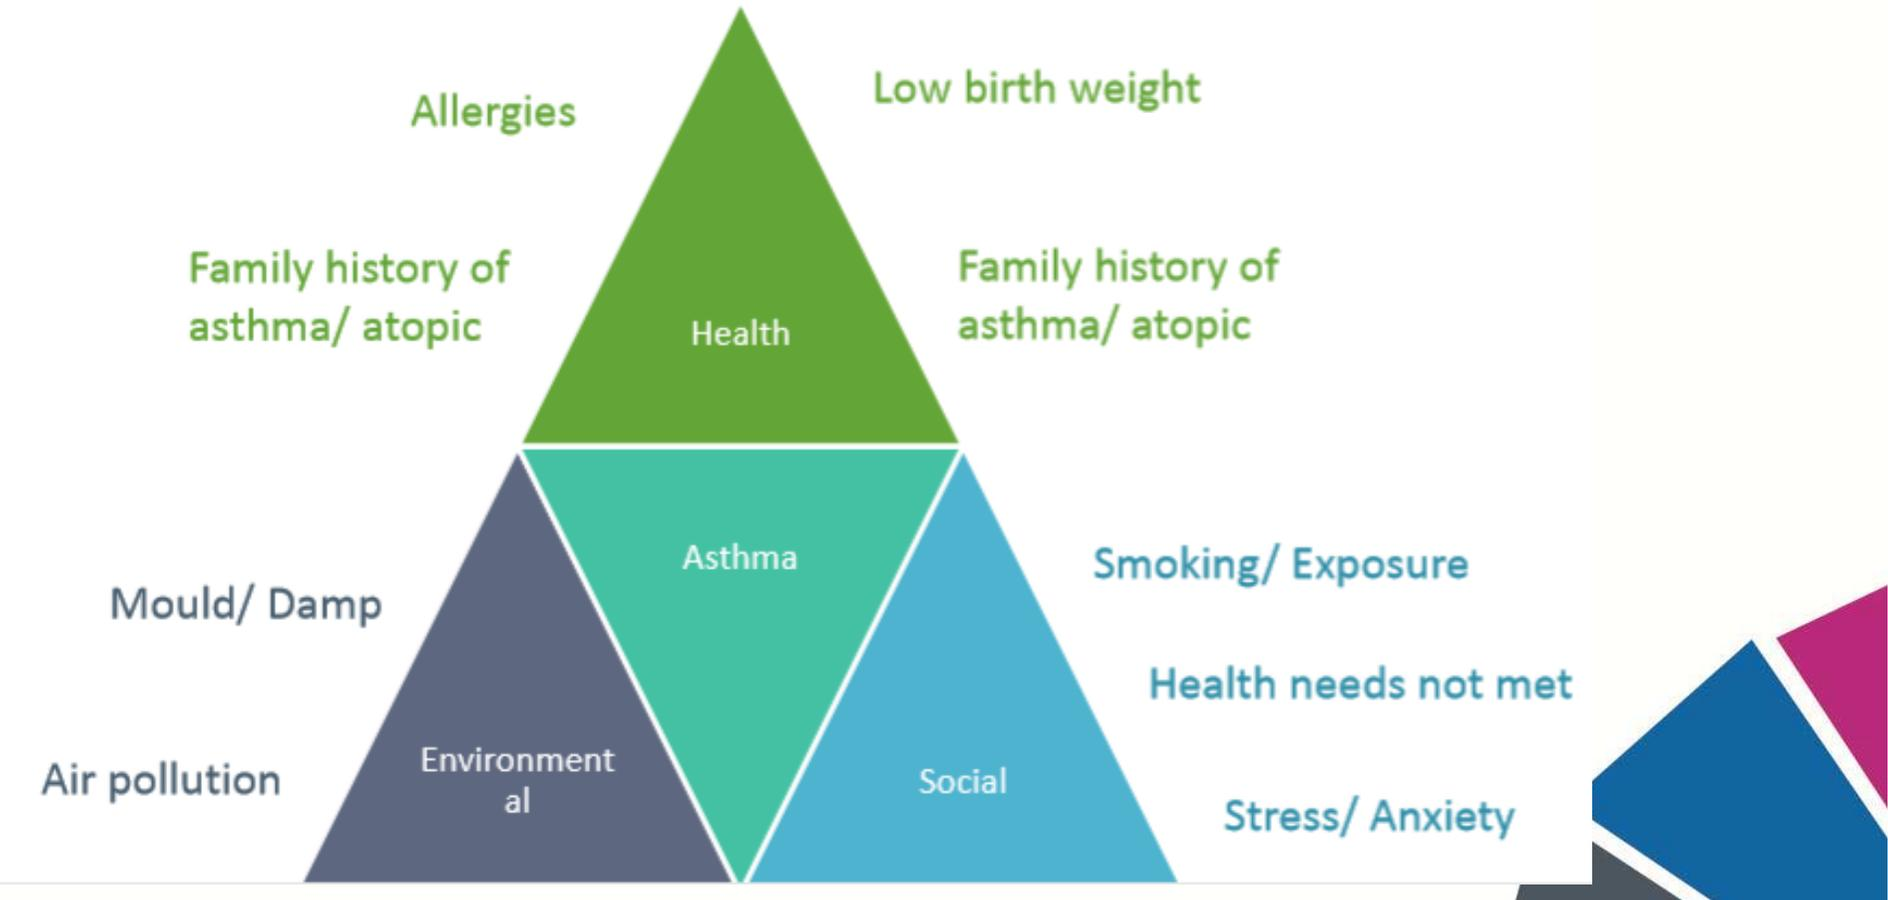 Allergies
Low birth weight
Family history of
asthma/ atopic
Family history of
asthma/ atopic
Health
Asthma
Mould/ Damp
Air pollution
Environment
al
Social
Smoking/ Exposure
Health needs not met
Stress/ Anxiety